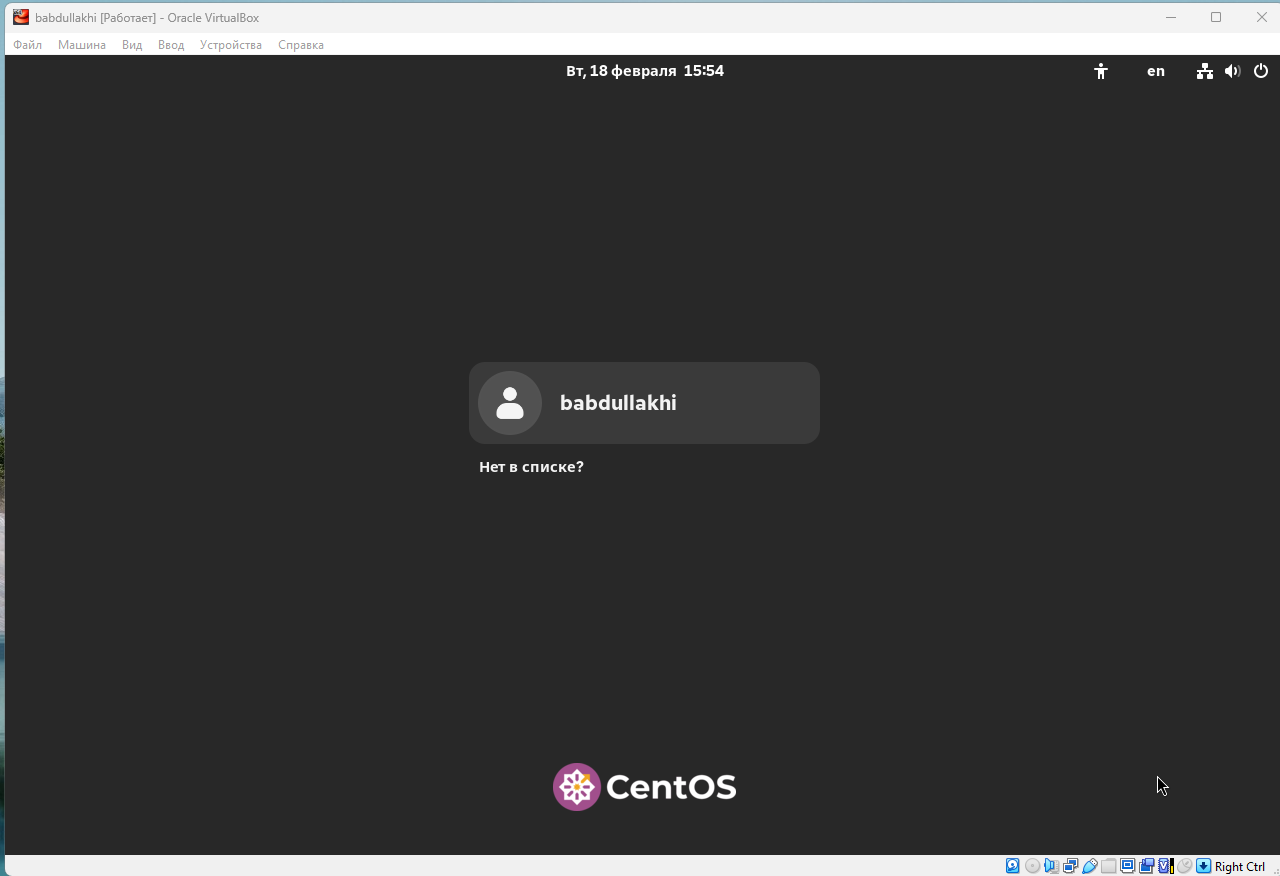 babdullakhi [Работает] - Oracle VirtualBox
Файл Машина Вид Ввод Устройства Справка
Вт, 18 февраля 15:54
en
babdullakhi
Нет в списке?
CentOS
Right Ctrl